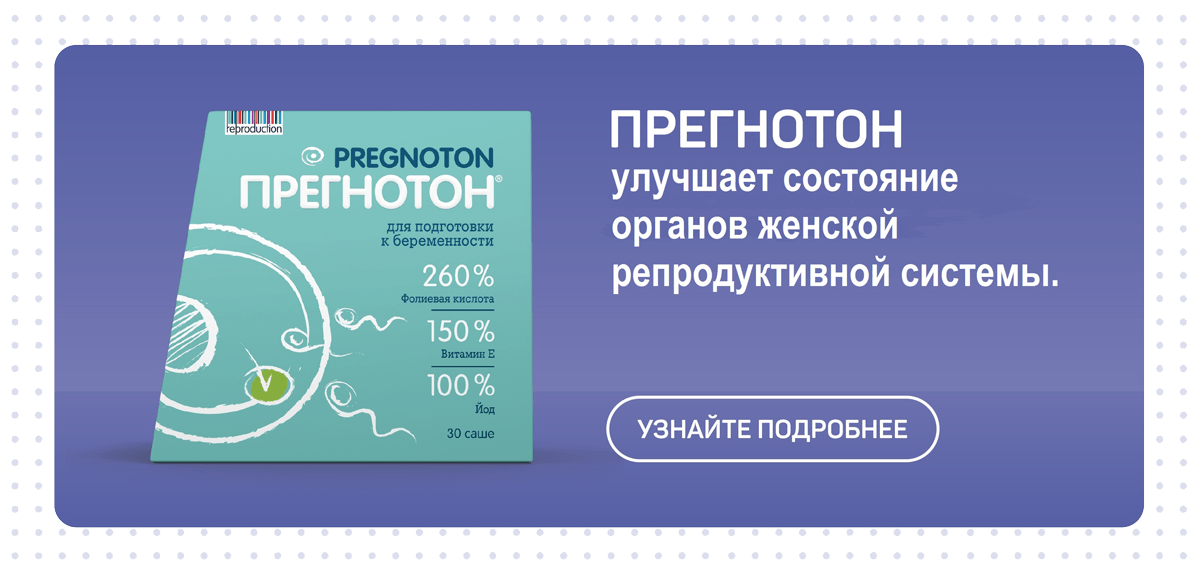 reproduction
PREGNOTON
ПРЕГНОТОН®
для подготовки
к беременности
260%
Фолиевая кислота
150%
Витамин Е
100%
Йод
30 саше
ПРЕГНОТОН
улучшает состояние
органов женской
репродуктивной системы.
УЗНАЙТЕ ПОДРОБНЕЕ